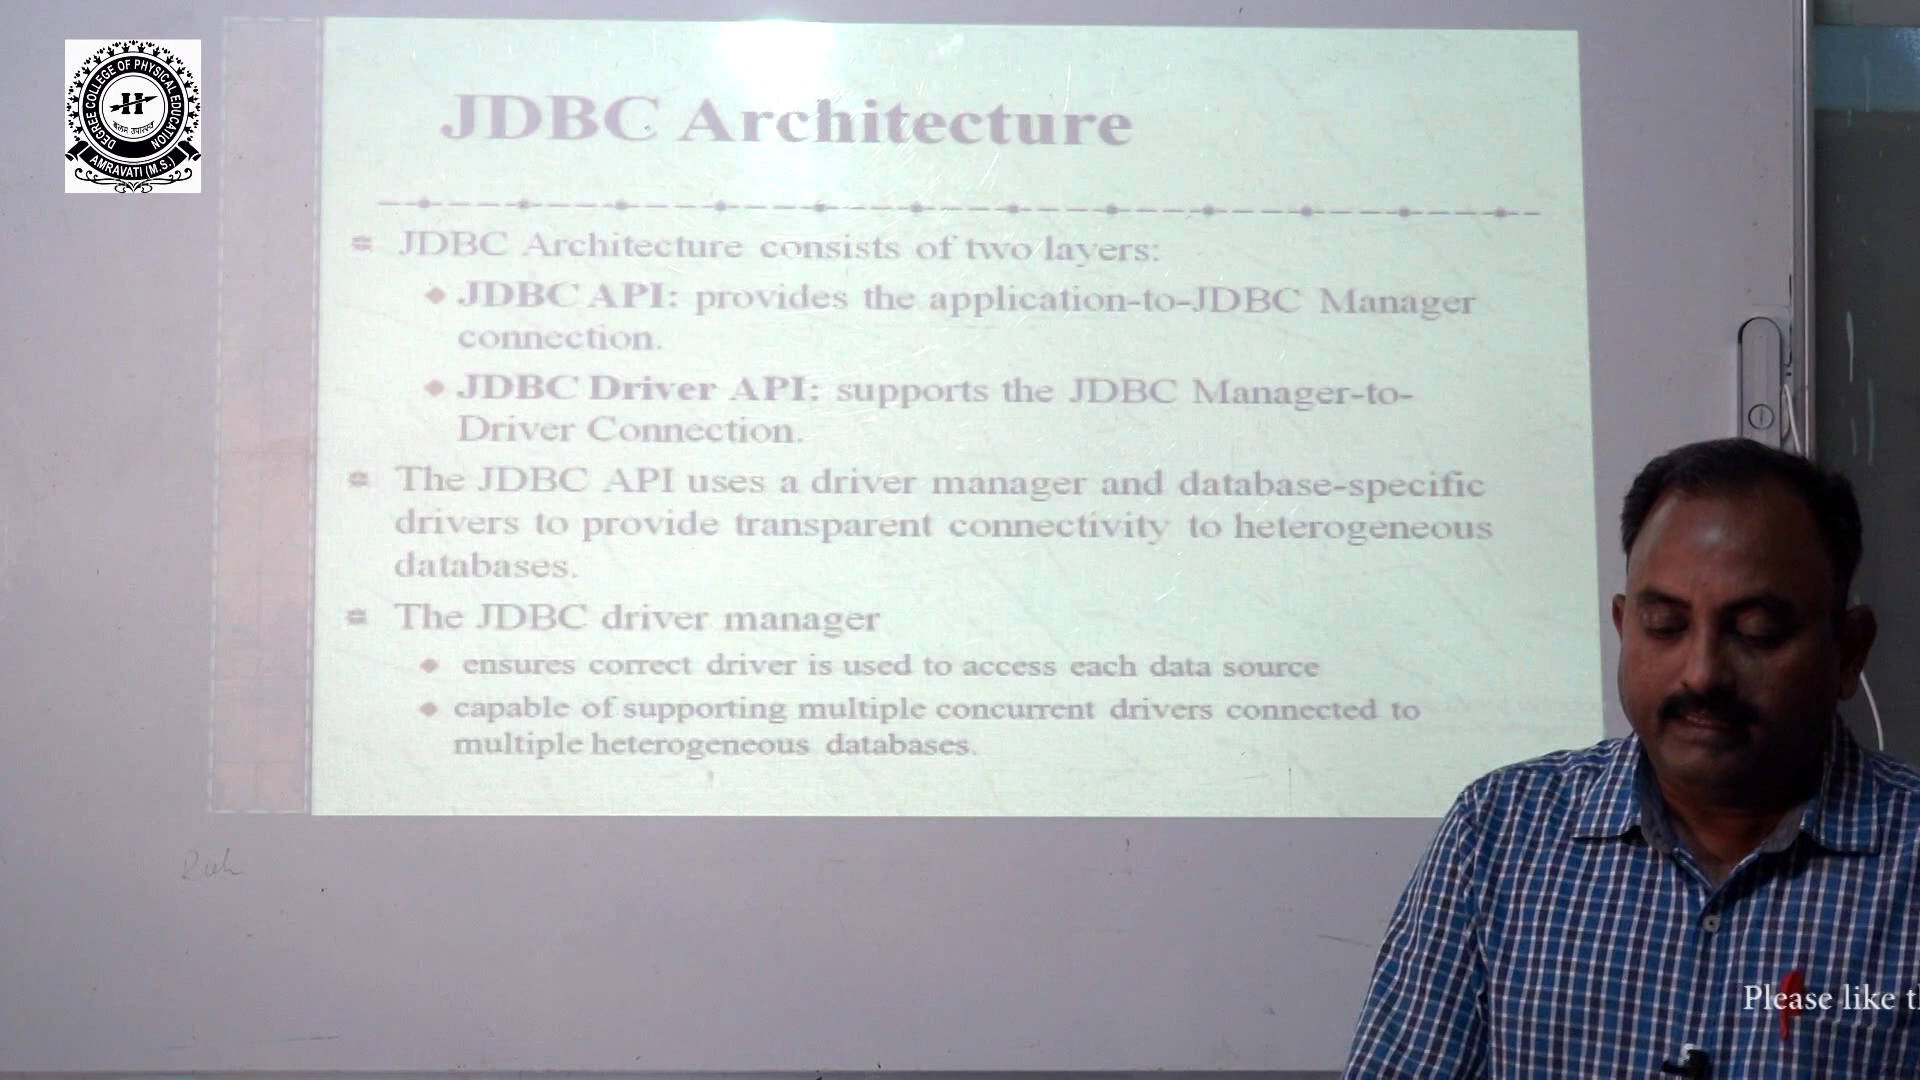 DEGREE COLLEGE OF PHYSICAL EDUCATION
H
AMRAVATI (M.S.)
JDBC Architecture
JDBC Architecture consists of two layers:
JDBC API: provides the application-to-JDBC Manager
connection.
JDBC Driver API: supports the JDBC Manager-to-
Driver Connection.
The JDBC API uses a driver manager and database-specific
drivers to provide transparent connectivity to heterogeneous
databases.
The JDBC driver manager
ensures correct driver is used to access each data source
capable of supporting multiple concurrent drivers connected to
multiple heterogeneous databases.
Please like th